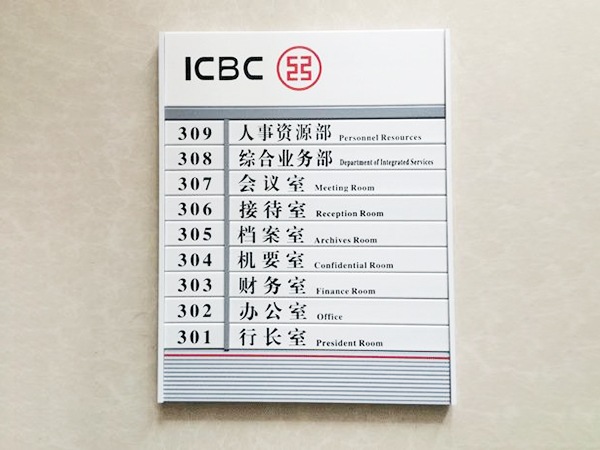 ICBC
309 人事资源部 Personnel Resources
308 综合业务部 Department of Integrated Services
307 会议室 Meeting Room
306 接待室 Reception Room
305 档案室 Archives Room
304 机要室 Confidential Room
303 财务室 Finance Room
302 办公室 Office
301 行长室 President Room